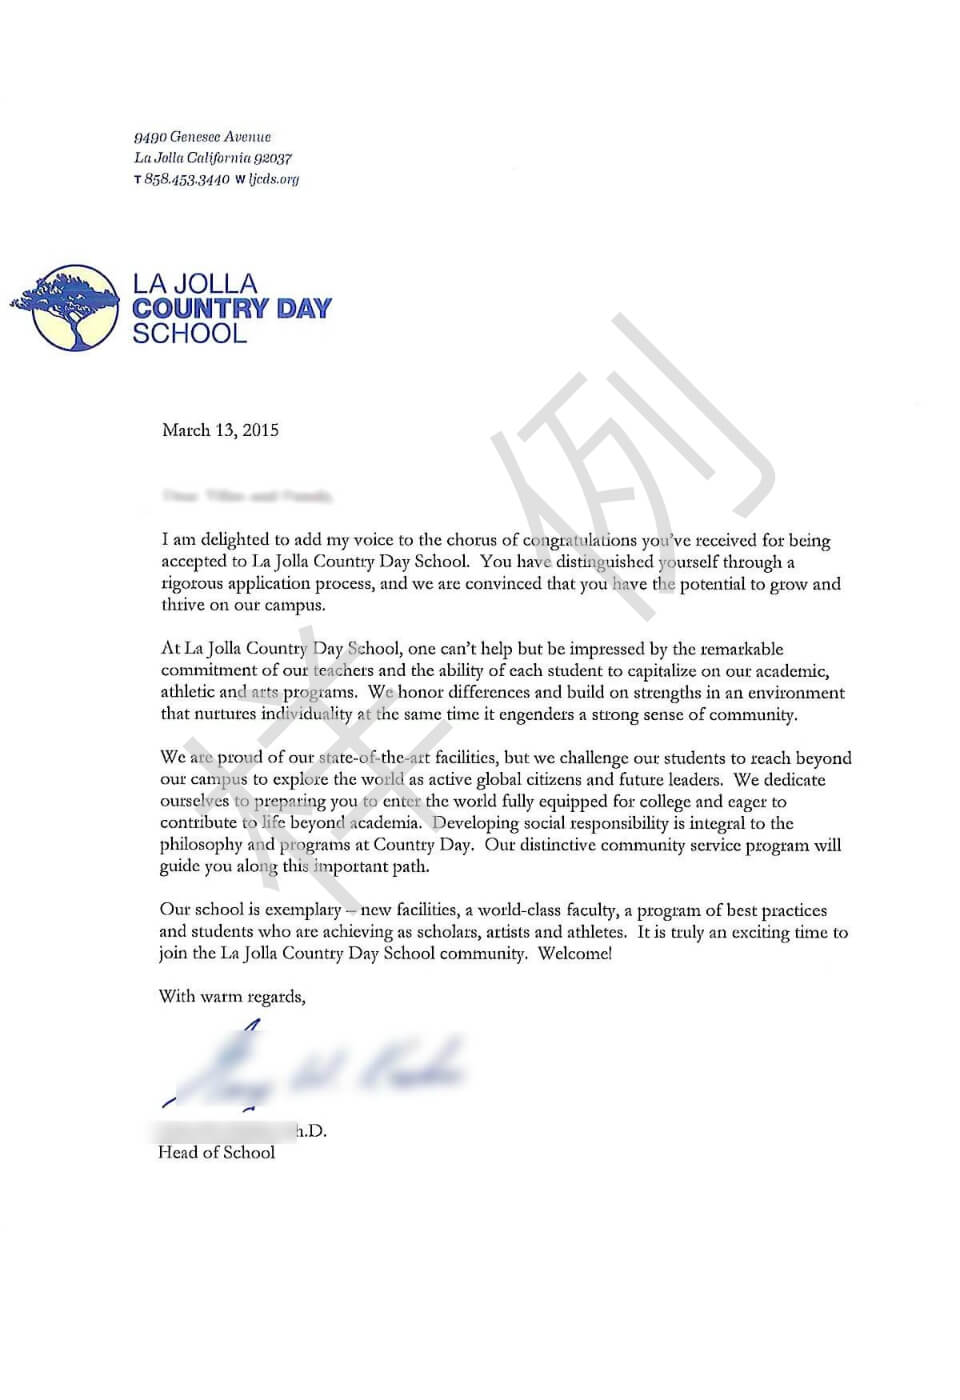 9490 Genesee Avenue
La Jolla California 92037
T 858.453.3440 W ljcds.org
LA JOLLA
COUNTRY DAY
SCHOOL
March 13, 2015
I am delighted to add my voice to the chorus of congratulations you've received for being
accepted to La Jolla Country Day School. You have distinguished yourself through a
rigorous application process, and we are convinced that you have the potential to grow and
thrive on our campus.
At La Jolla Country Day School, one can't help but be impressed by the remarkable
commitment of our teachers and the ability of each student to capitalize on our academic,
athletic and arts programs. We honor differences and build on strengths in an environment
that nurtures individuality at the same time it engenders a strong sense of community.
We are proud of our state-of-the-art facilities, but we challenge our students to reach beyond
our campus to explore the world as active global citizens and future leaders. We dedicate
ourselves to preparing you to enter the world fully equipped for college and eager to
contribute to life beyond academia. Developing social responsibility is integral to the
philosophy and programs at Country Day. Our distinctive community service program will
guide you along this important path.
Our school is exemplary – new facilities, a world-class faculty, a program of best practices
and students who are achieving as scholars, artists and athletes. It is truly an exciting time to
join the La Jolla Country Day School community. Welcome!
With warm regards,
h.D.
Head of School
样例